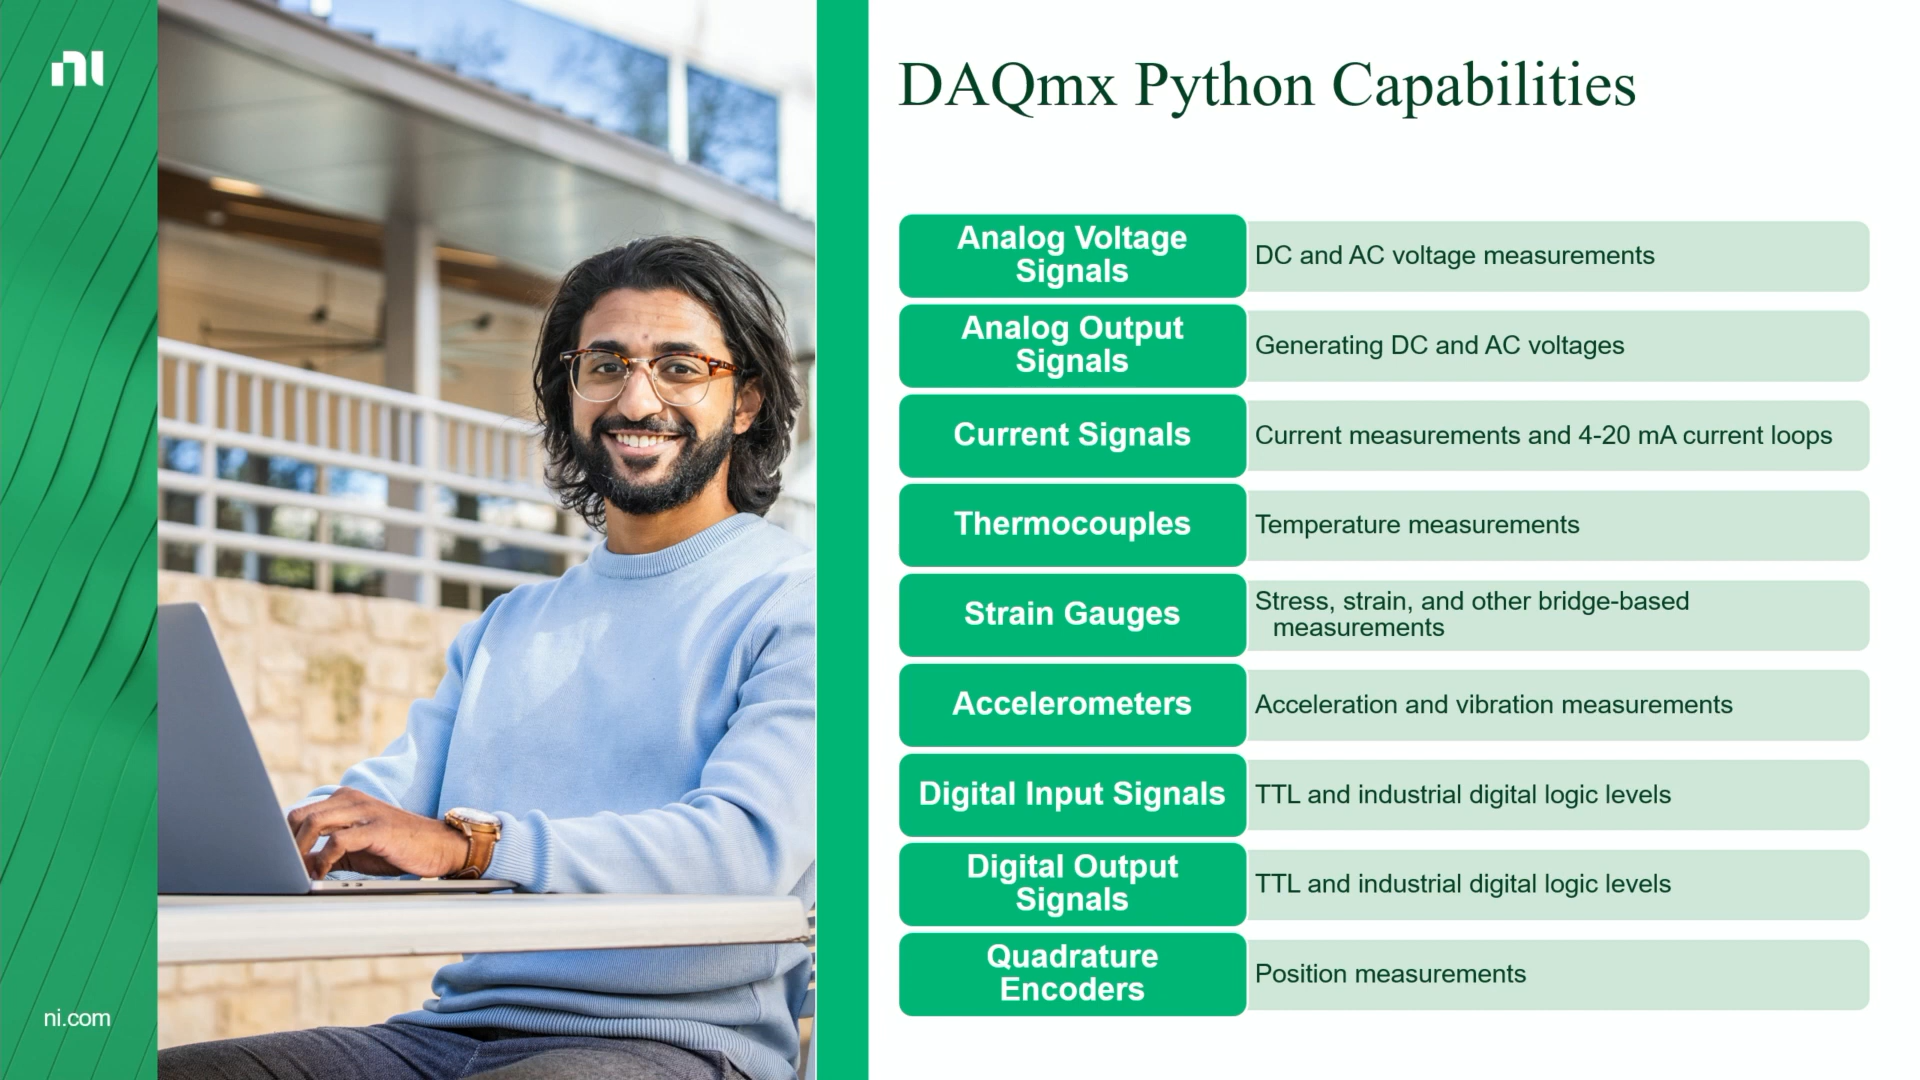 ni
DAQmx Python Capabilities
Analog Voltage
Signals
DC and AC voltage measurements
Analog Output
Signals
Generating DC and AC voltages
Current Signals
Current measurements and 4-20 mA current loops
Thermocouples
Temperature measurements
Strain Gauges
Stress, strain, and other bridge-based
measurements
Accelerometers
Acceleration and vibration measurements
Digital Input Signals
TTL and industrial digital logic levels
Digital Output
Signals
TTL and industrial digital logic levels
Quadrature
Encoders
Position measurements
ni.com